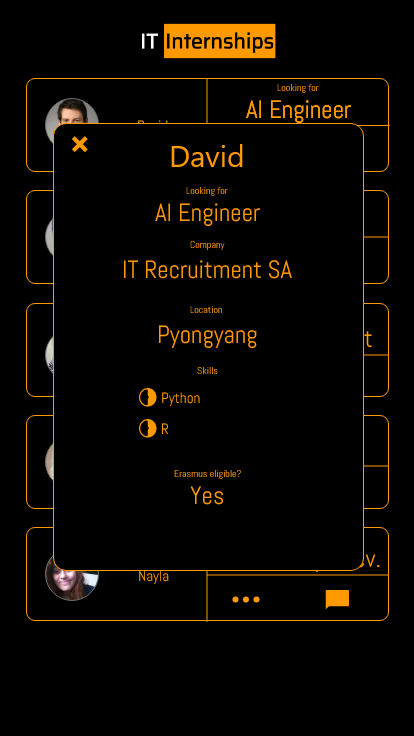 IT Internships
Looking for
AI Engineer
David
Looking for
AI Engineer
Company
IT Recruitment SA
Location
Pyongyang
Skills
Python
R
Erasmus eligible?
Yes
Nayla